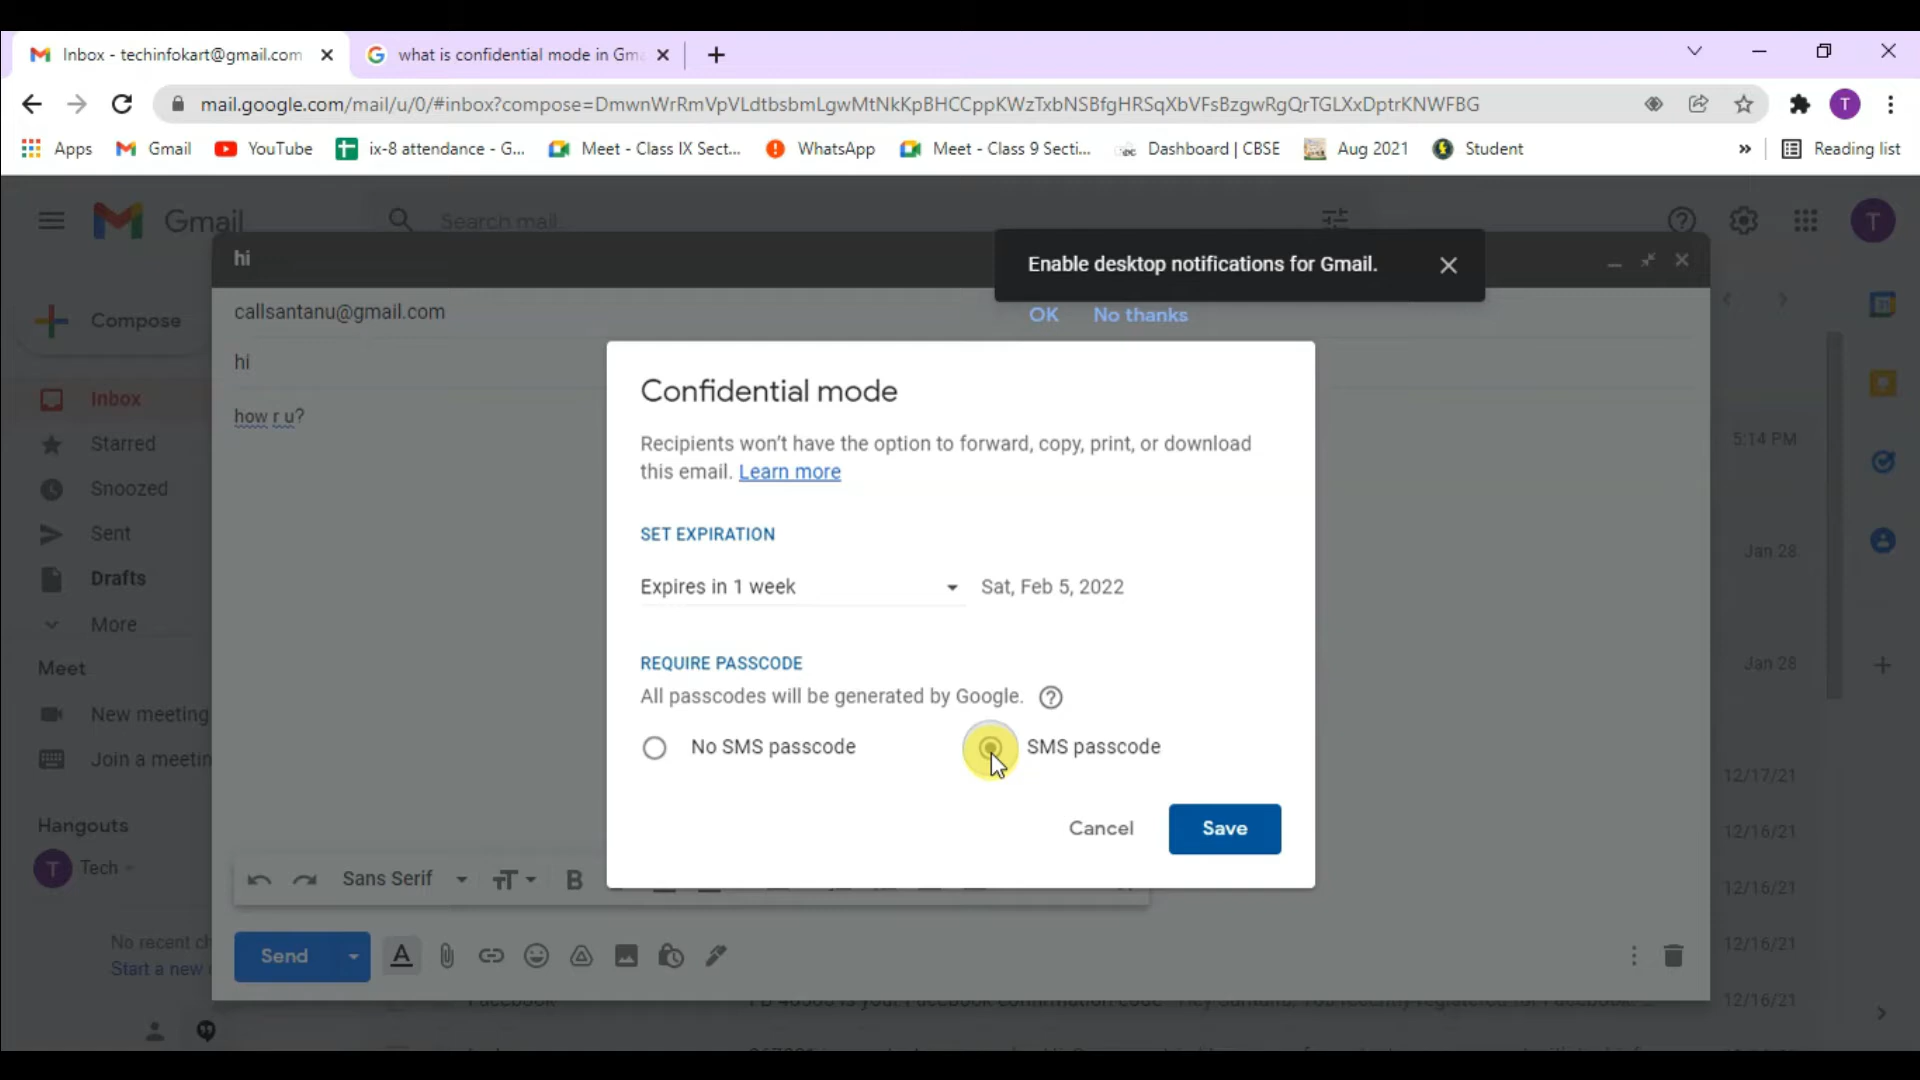 Inbox - techinfokart@gmail.com
what is confidential mode in Gma
mail.google.com/mail/u/0/#inbox?compose=DmwnWrRmVpVLdtbsbmLgwMtNkKpBHCCppKWzTxbNSBfgHRSqXbVFsBzgwRgQrTGLXxDptrKNWFBG
T
Apps
Gmail
YouTube
ix-8 attendance - G...
Meet - Class IX Sect...
WhatsApp
Meet - Class 9 Secti...
Dashboard | CBSE
Aug 2021
Student
»
Reading list
Gmail
Search mail
T
hi
Enable desktop notifications for Gmail.
OK
No thanks
Compose
callsantanu@gmail.com
hi
how r u?
Inbox
Starred
Snoozed
Sent
Drafts
More
Meet
New meeting
Join a meetin
Hangouts
T
Tech
No recent ch
Start a new
Confidential mode
Recipients won't have the option to forward, copy, print, or download
this email. Learn more
SET EXPIRATION
Expires in 1 week
Sat, Feb 5, 2022
REQUIRE PASSCODE
All passcodes will be generated by Google.
No SMS passcode
SMS passcode
Cancel
Save
Sans Serif
B
Send
5:14 PM
Jan 28
Jan 28
12/17/21
12/16/21
12/16/21
12/16/21
12/16/21